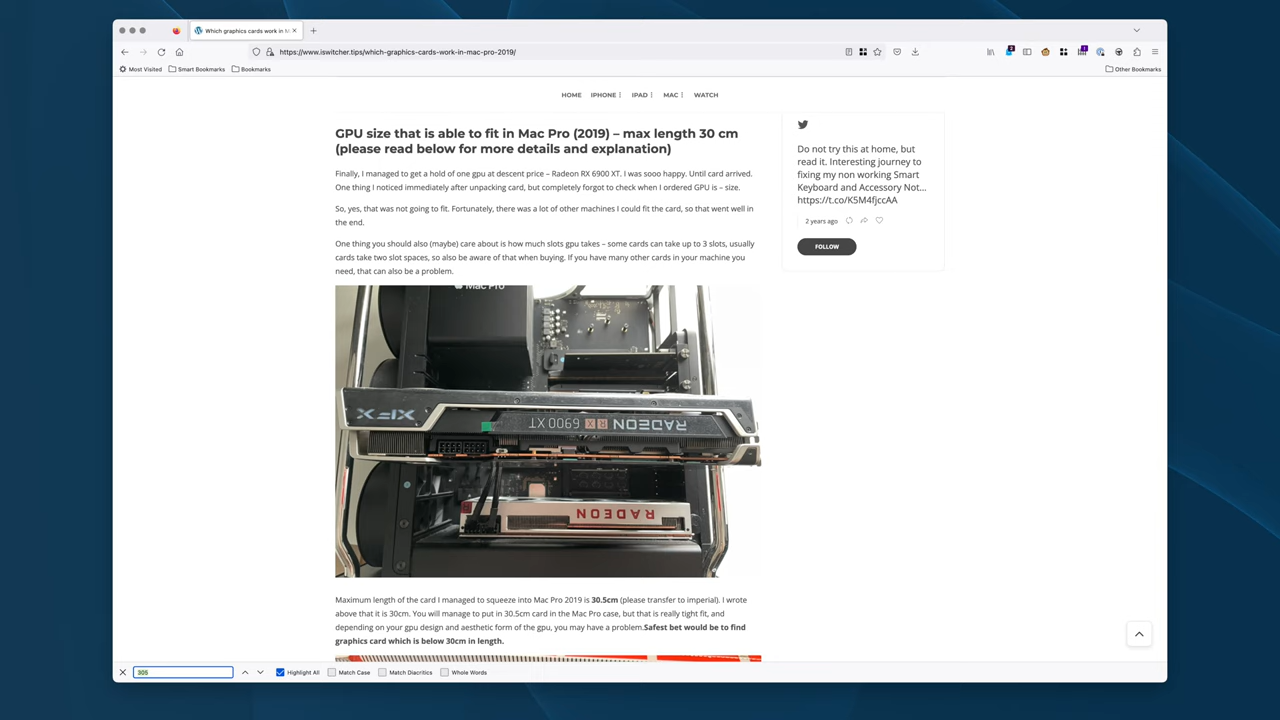 Which graphics cards work in M
https://www.iswitcher.tips/which-graphics-cards-work-in-mac-pro-2019/
Most Visited
Smart Bookmarks
Bookmarks
Other Bookmarks
HOME
IPHONE
IPAD
MAC
WATCH
GPU size that is able to fit in Mac Pro (2019) – max length 30 cm
(please read below for more details and explanation)
Finally, I managed to get a hold of one gpu at descent price – Radeon RX 6900 XT. I was sooo happy. Until card arrived.
One thing I noticed immediately after unpacking card, but completely forgot to check when I ordered GPU is – size.
So, yes, that was not going to fit. Fortunately, there was a lot of other machines I could fit the card, so that went well in
the end.
One thing you should also (maybe) care about is how much slots gpu takes – some cards can take up to 3 slots, usually
cards take two slot spaces, so also be aware of that when buying. If you have many other cards in your machine you
need, that can also be a problem.
Mac Pro
XFX
RADEON RX 6900 XT
RADEON
Maximum length of the card I managed to squeeze into Mac Pro 2019 is 30.5cm (please transfer to imperial). I wrote
above that it is 30cm. You will manage to put in 30.5cm card in the Mac Pro case, but that is really tight fit, and
depending on your gpu design and aesthetic form of the gpu, you may have a problem.Safest bet would be to find
graphics card which is below 30cm in length.
Do not try this at home, but
read it. Interesting journey to
fixing my non working Smart
Keyboard and Accessory Not...
https://t.co/K5M4fjccAA
2 years ago
FOLLOW
305
Highlight All
Match Case
Match Diacritics
Whole Words